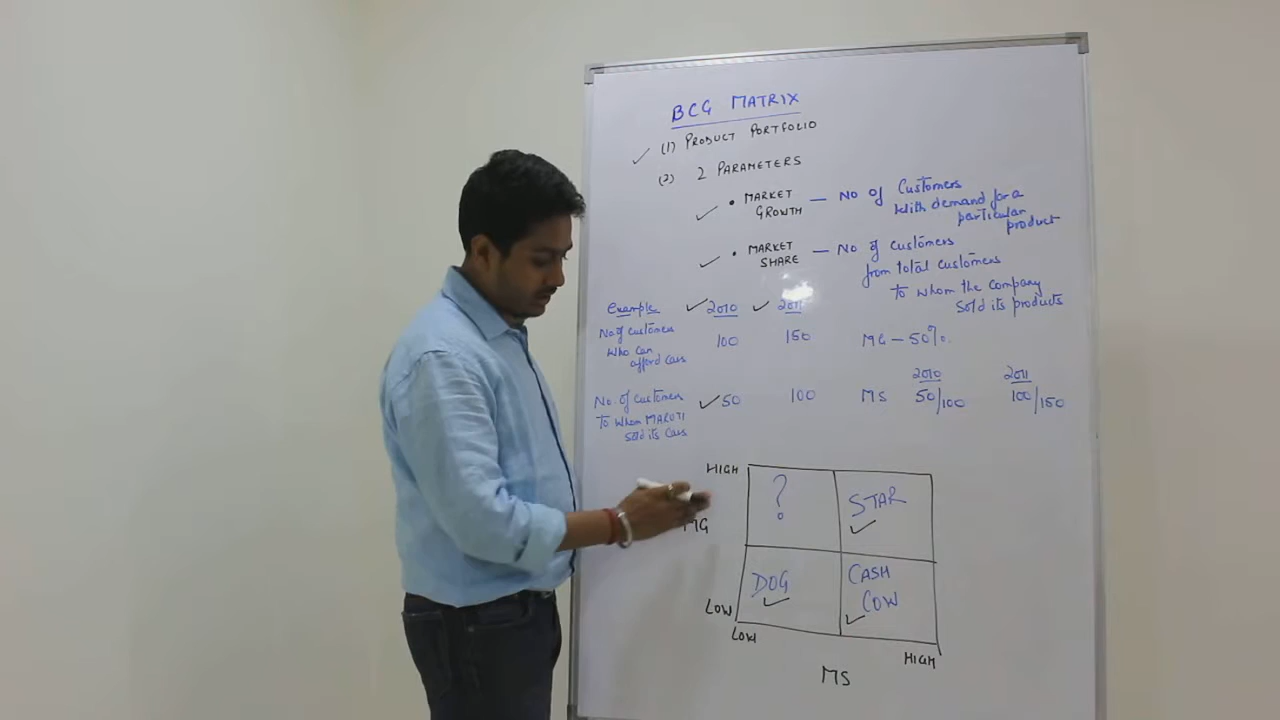 BCG MATRIX
(1) PRODUCT PORTFOLIO
(2) 2 PARAMETERS
• MARKET GROWTH — No of Customers
With demand for a
particular
product
• MARKET SHARE — No of customers
from total customers
To whom the company
sold its products
Example 2010 2011
No of customers
Who can
afford cars 100 150 MG – 50%.
2010 2011
No. of customers
To whom MARUTI
sold its cars 50 100 MS 50/100 100/150
HIGH
? STAR
MG
DOG CASH
COW
LOW
LOW HIGH
MS